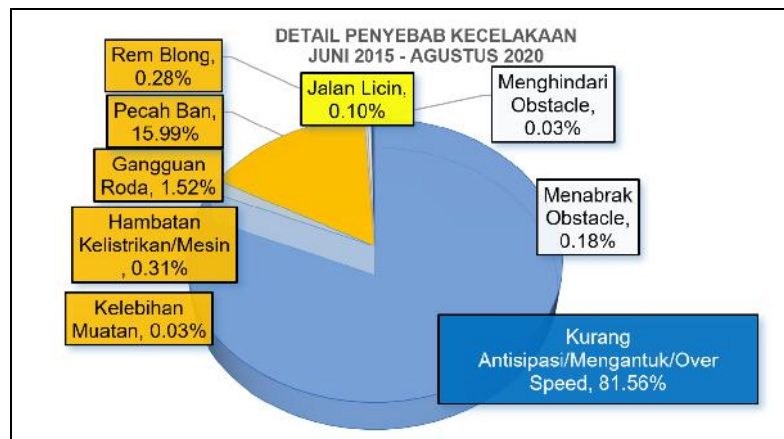 DETAIL PENYEBAB KECELAKAAN
JUNI 2015 - AGUSTUS 2020
Rem Blong,
0.28%
Pecah Ban,
15.99%
Gangguan
Roda, 1.52%
Hambatan
Kelistrikan/Mesin
, 0.31%
Kelebihan
Muatan, 0.03%
Jalan Licin,
0.10%
Menghindari
Obstacle,
0.03%
Menabrak
Obstacle,
0.18%
Kurang
Antisipasi/Mengantuk/Over
Speed, 81.56%